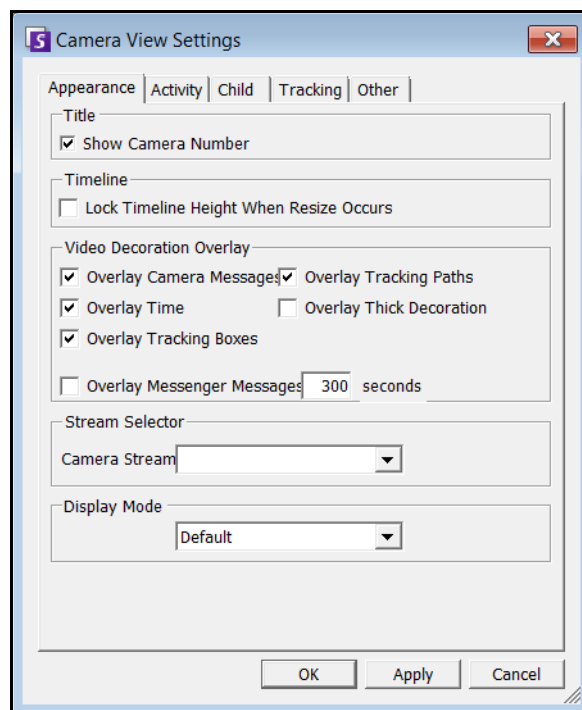 S Camera View Settings
Appearance Activity Child Tracking Other
Title
Show Camera Number
Timeline
Lock Timeline Height When Resize Occurs
Video Decoration Overlay
Overlay Camera Messages Overlay Tracking Paths
Overlay Time Overlay Thick Decoration
Overlay Tracking Boxes
Overlay Messenger Messages 300 seconds
Stream Selector
Camera Stream
Display Mode
Default
OK Apply Cancel